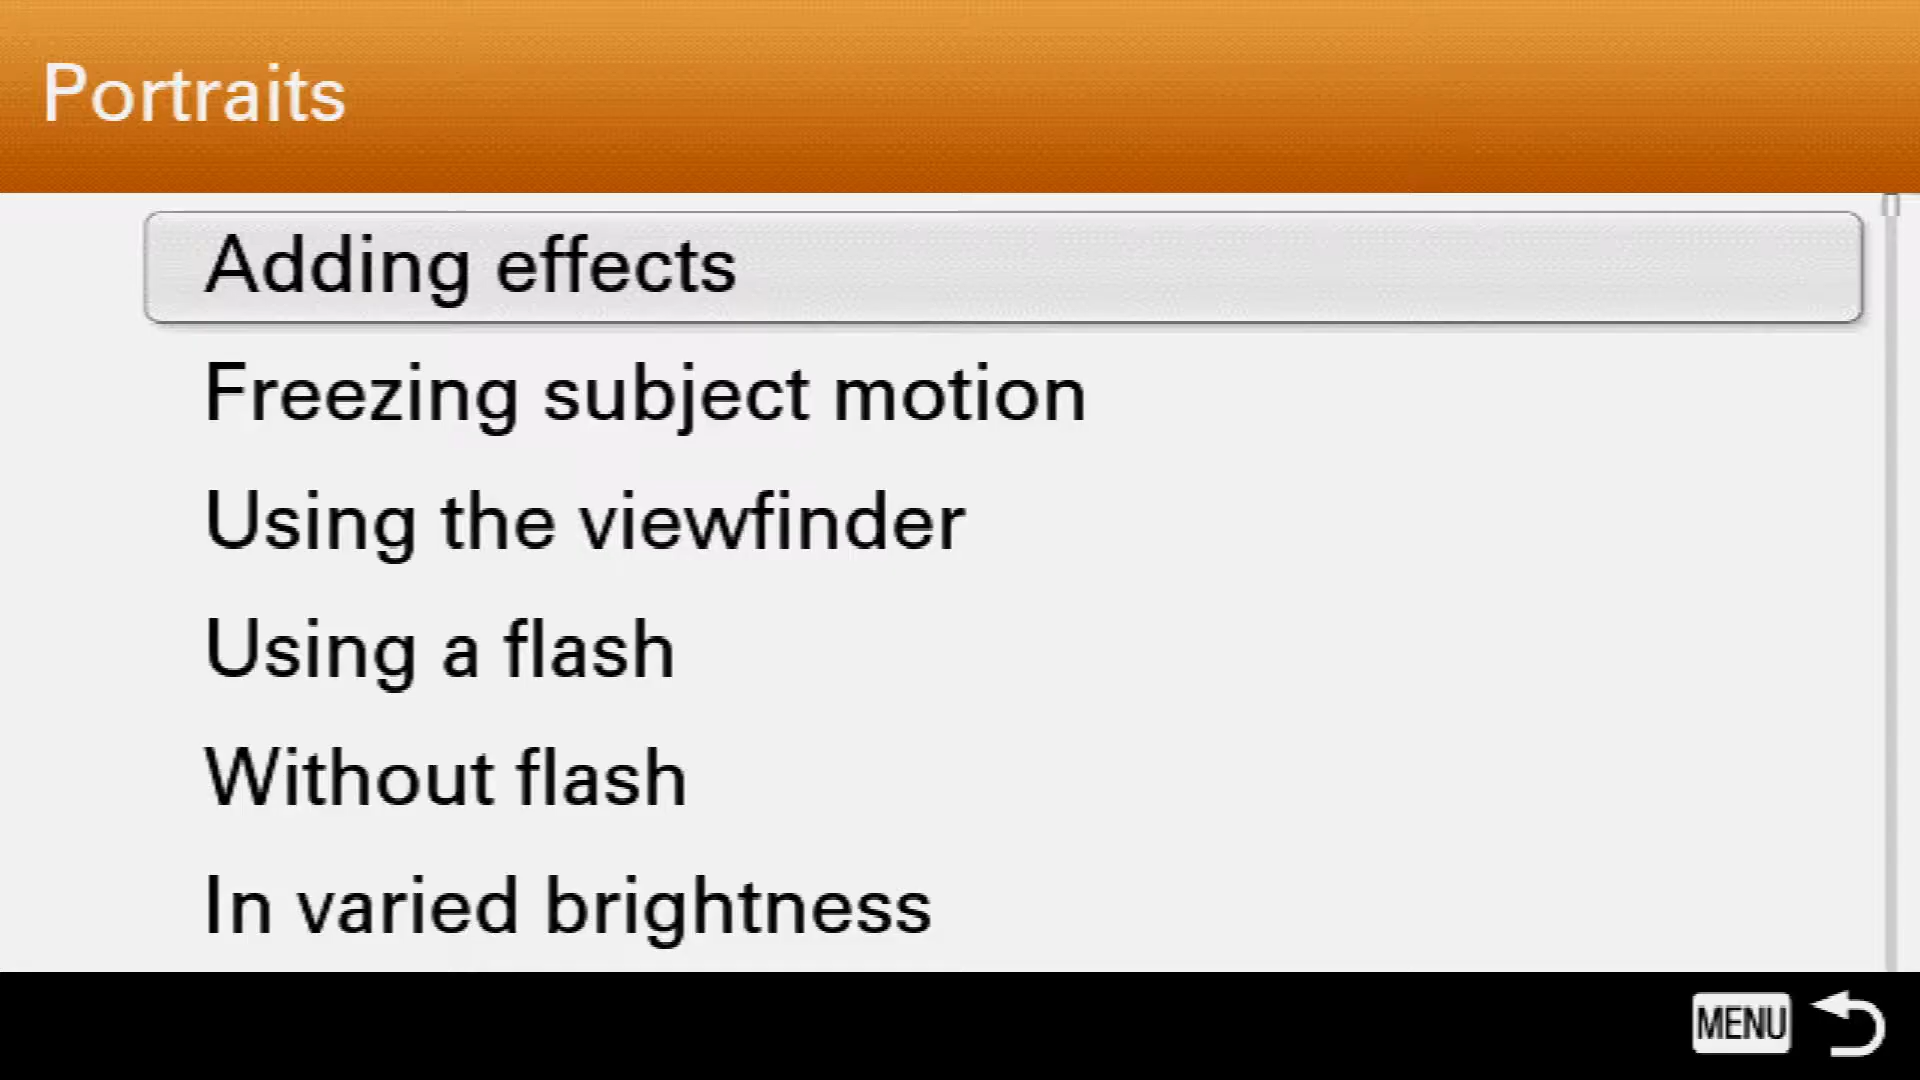 Portraits
Adding effects
Freezing subject motion
Using the viewfinder
Using a flash
Without flash
In varied brightness
MENU